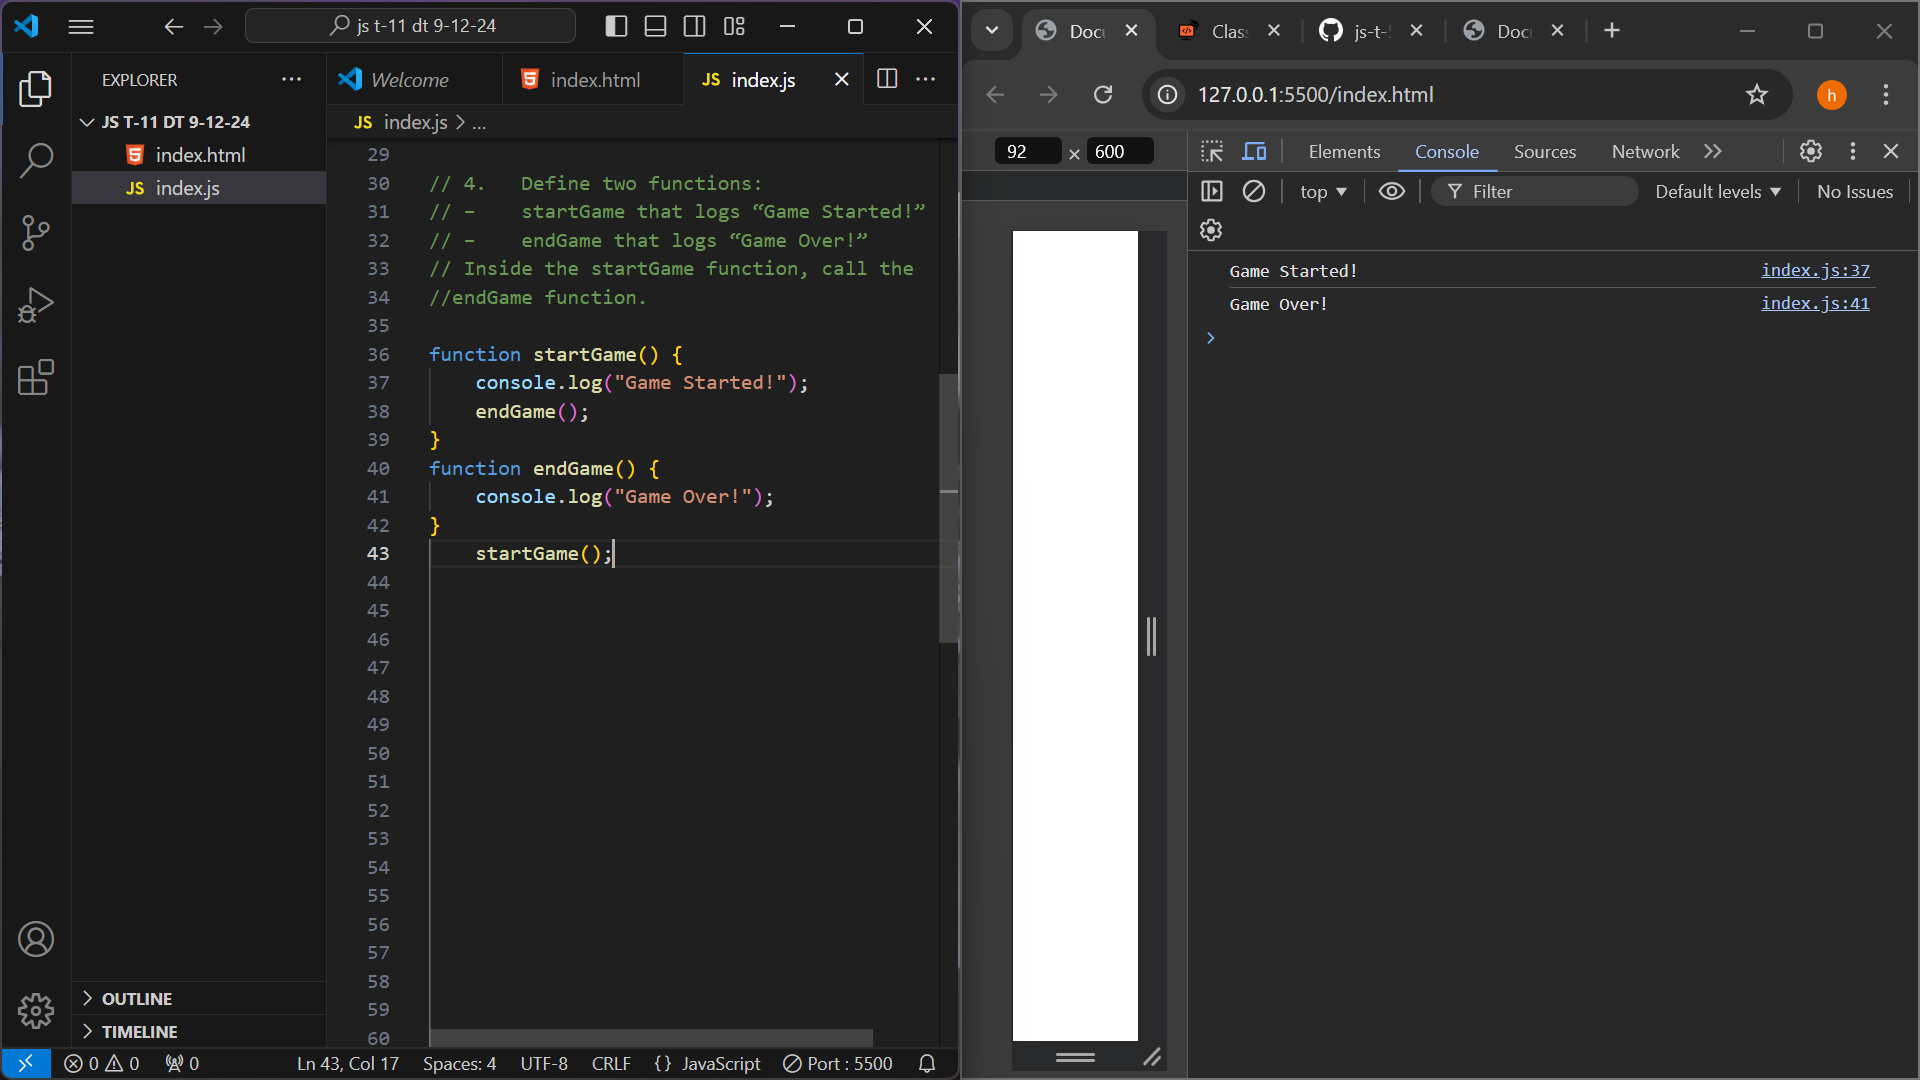 js t-11 dt 9-12-24
EXPLORER
JS T-11 DT 9-12-24
index.html
JS index.js
OUTLINE
TIMELINE
Welcome
index.html
JS index.js
JS index.js > ...
29
30 // 4.   Define two functions:
31 // –    startGame that logs “Game Started!”
32 // –    endGame that logs “Game Over!”
33 // Inside the startGame function, call the
34 //endGame function.
35
36 function startGame() {
37     console.log("Game Started!");
38     endGame();
39 }
40 function endGame() {
41     console.log("Game Over!");
42 }
43     startGame();
44
45
46
47
48
49
50
51
52
53
54
55
56
57
58
59
60
0 0 0 Ln 43, Col 17 Spaces: 4 UTF-8 CRLF {} JavaScript Port : 5500
Docu Class js-t-5 Docu
127.0.0.1:5500/index.html h
92 × 600
Elements Console Sources Network
top Filter Default levels No Issues
Game Started! index.js:37
Game Over! index.js:41